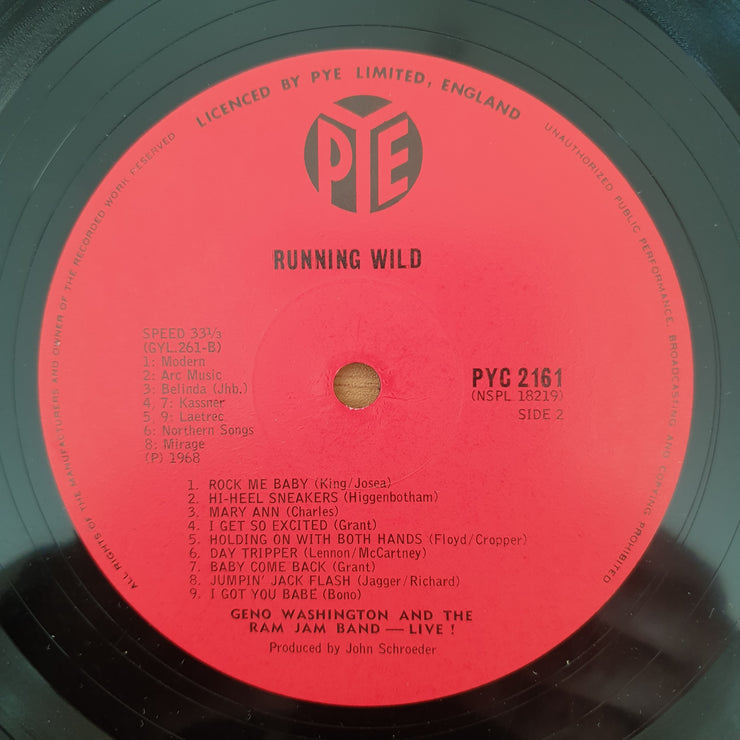 LICENCED BY PYE LIMITED, ENGLAND
UNAUTHORIZED PUBLIC PERFORMANCE, BROADCASTING AND COPYING PROHIBITED
ALL RIGHTS OF THE MANUFACTURERS AND OWNER OF THE RECORDED WORK RESERVED
PYE
RUNNING WILD
SPEED 33⅓
(GYL.261-B)
1: Modern
2: Arc Music
3: Belinda (Jhb.)
4, 7: Kassner
5, 9: Laetrec
6: Northern Songs
8: Mirage
(P) 1968
PYC 2161
(NSPL 18219)
SIDE 2
1. ROCK ME BABY (King/Josea)
2. HI-HEEL SNEAKERS (Higgenbotham)
3. MARY ANN (Charles)
4. I GET SO EXCITED (Grant)
5. HOLDING ON WITH BOTH HANDS (Floyd/Cropper)
6. DAY TRIPPER (Lennon/McCartney)
7. BABY COME BACK (Grant)
8. JUMPIN' JACK FLASH (Jagger/Richard)
9. I GOT YOU BABE (Bono)
GENO WASHINGTON AND THE
RAM JAM BAND — LIVE !
Produced by John Schroeder